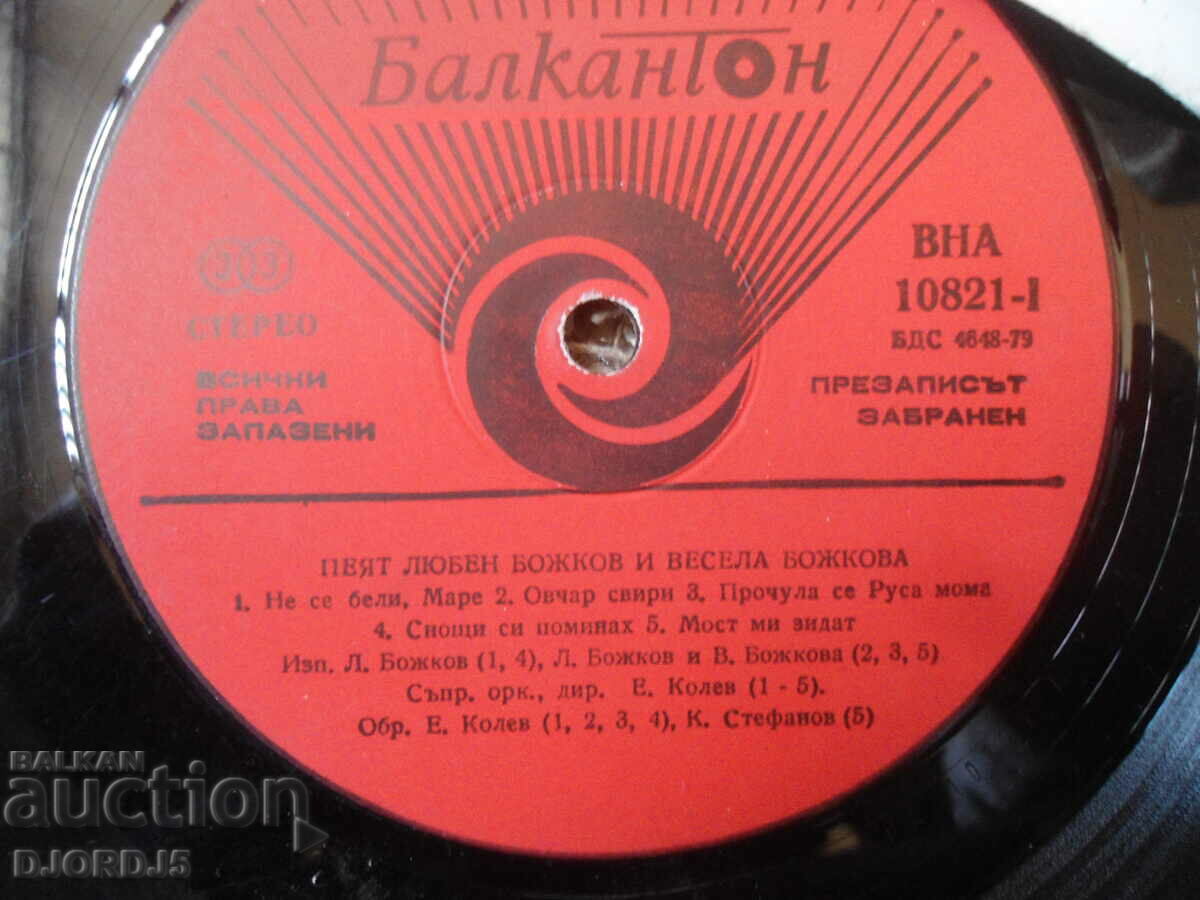 Балкантон
33
СТЕРЕО
ВСИЧКИ
ПРАВА
ЗАПАЗЕНИ
ВНА
10821-I
БДС 4648-79
ПРЕЗАПИСЪТ
ЗАБРАНЕН
ПЕЯТ ЛЮБЕН БОЖКОВ И ВЕСЕЛА БОЖКОВА
1. Не се бели, Маре 2. Овчар свири 3. Прочула се Руса мома
4. Снощи си поминах 5. Мост ми зидат
Изп. Л. Божков (1, 4), Л. Божков и В. Божкова (2, 3, 5)
Съпр. орк., дир. Е. Колев (1 - 5).
Обр. Е. Колев (1, 2, 3, 4), К. Стефанов (5)
BALKAN
auction
DJORDJ5